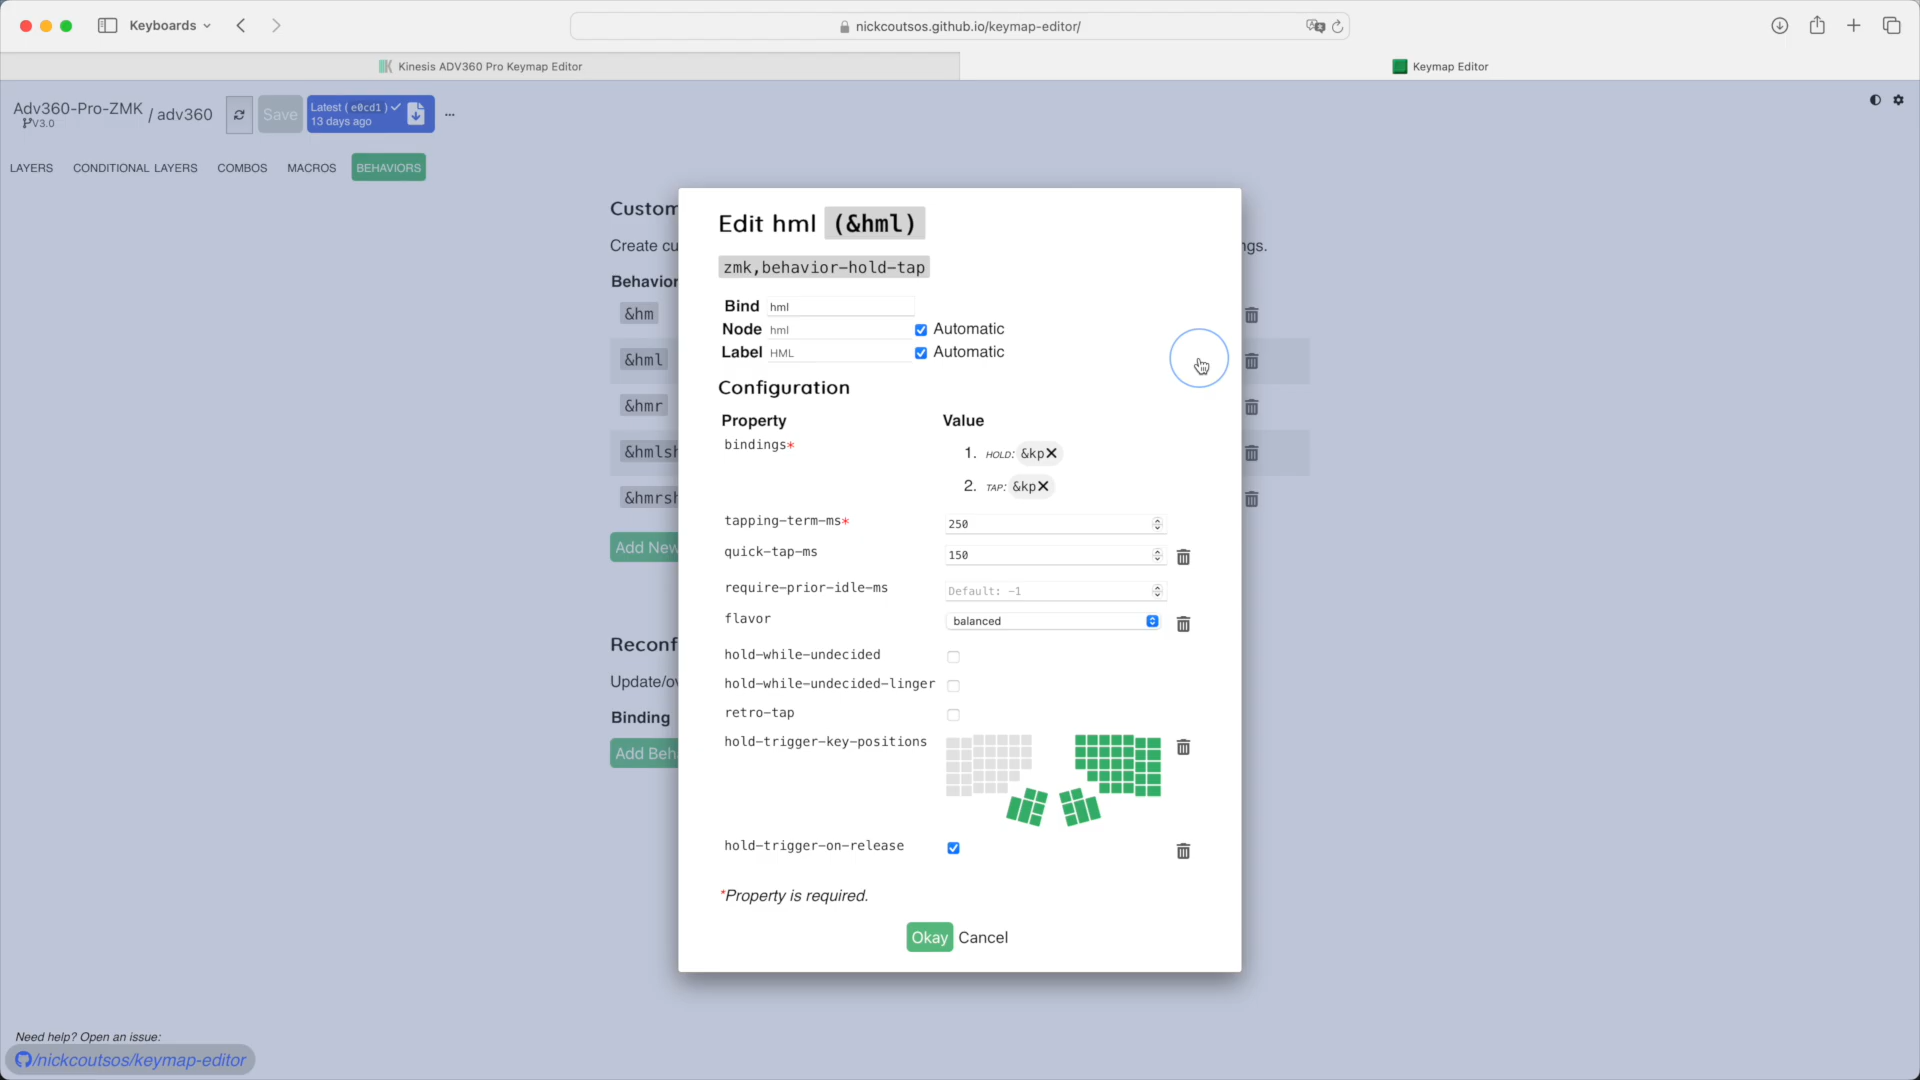 Keyboards
nickcoutsos.github.io/keymap-editor/
Kinesis ADV360 Pro Keymap Editor
Keymap Editor
Adv360-Pro-ZMK / adv360
V3.0
Save
Latest (e0cd1)
13 days ago
...
LAYERS
CONDITIONAL LAYERS
COMBOS
MACROS
BEHAVIORS
Custom
Create cu
ngs.
Behavior
&hm
&hml
&hmr
&hmlsh
&hmrsh
Add New
Reconf
Update/ov
Binding
Add Beh
Edit hml (&hml)
zmk,behavior-hold-tap
Bind hml
Node hml Automatic
Label HML Automatic
Configuration
Property Value
bindings*
1. HOLD: &kp
2. TAP: &kp
tapping-term-ms* 250
quick-tap-ms 150
require-prior-idle-ms Default: -1
flavor balanced
hold-while-undecided
hold-while-undecided-linger
retro-tap
hold-trigger-key-positions
hold-trigger-on-release
*Property is required.
Okay Cancel
Need help? Open an issue:
/nickcoutsos/keymap-editor